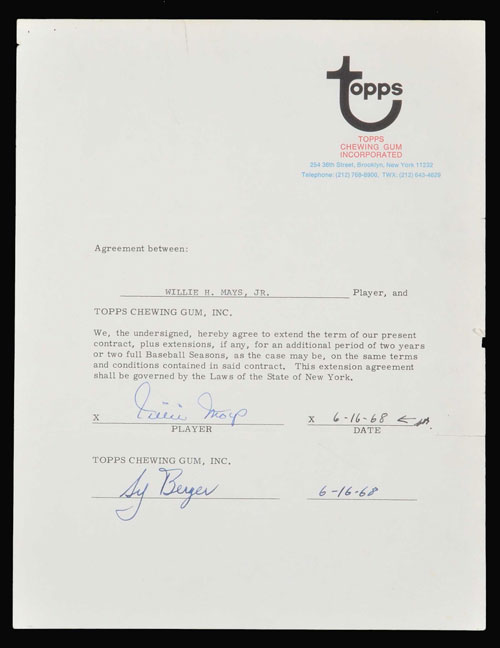 topps
TOPPS
CHEWING GUM
INCORPORATED
254 36th Street, Brooklyn, New York 11232
Telephone: (212) 768-8900; TWX: (212) 643-4629
Agreement between:
WILLIE H. MAYS, JR. Player, and
TOPPS CHEWING GUM, INC.
We, the undersigned, hereby agree to extend the term of our present
contract, plus extensions, if any, for an additional period of two years
or two full Baseball Seasons, as the case may be, on the same terms
and conditions contained in said contract. This extension agreement
shall be governed by the Laws of the State of New York.
X Willie Mays X 6-16-68 ←
PLAYER DATE
TOPPS CHEWING GUM, INC.
Sy Berger 6-16-68